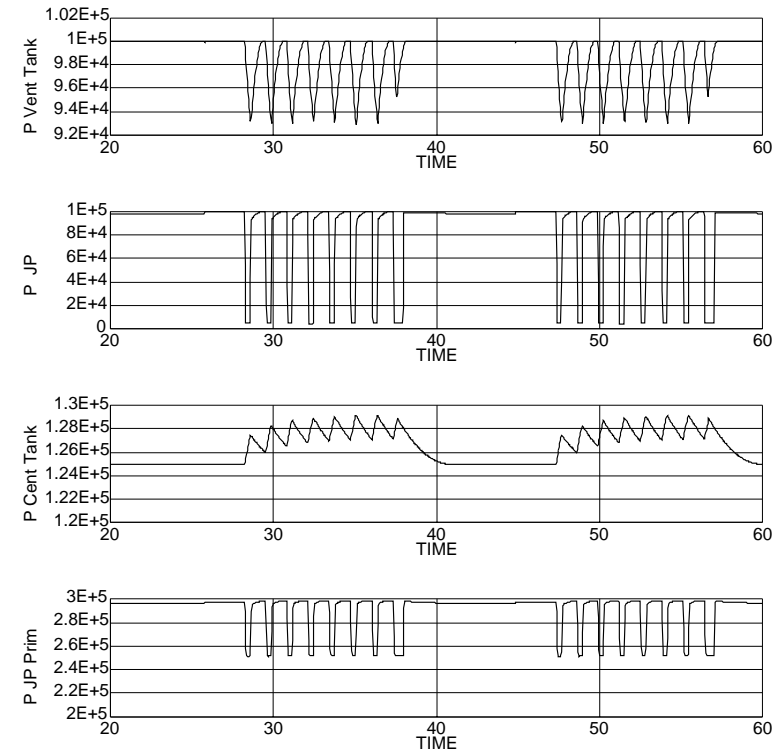 1.02E+5
1E+5
9.8E+4
9.6E+4
9.4E+4
9.2E+4
P Vent Tank
20 30 40 50 60
TIME
1E+5
8E+4
6E+4
4E+4
2E+4
0
P JP
20 30 40 50 60
TIME
1.3E+5
1.28E+5
1.26E+5
1.24E+5
1.22E+5
1.2E+5
P Cent Tank
20 30 40 50 60
TIME
3E+5
2.8E+5
2.6E+5
2.4E+5
2.2E+5
2E+5
P JP Prim
20 30 40 50 60
TIME